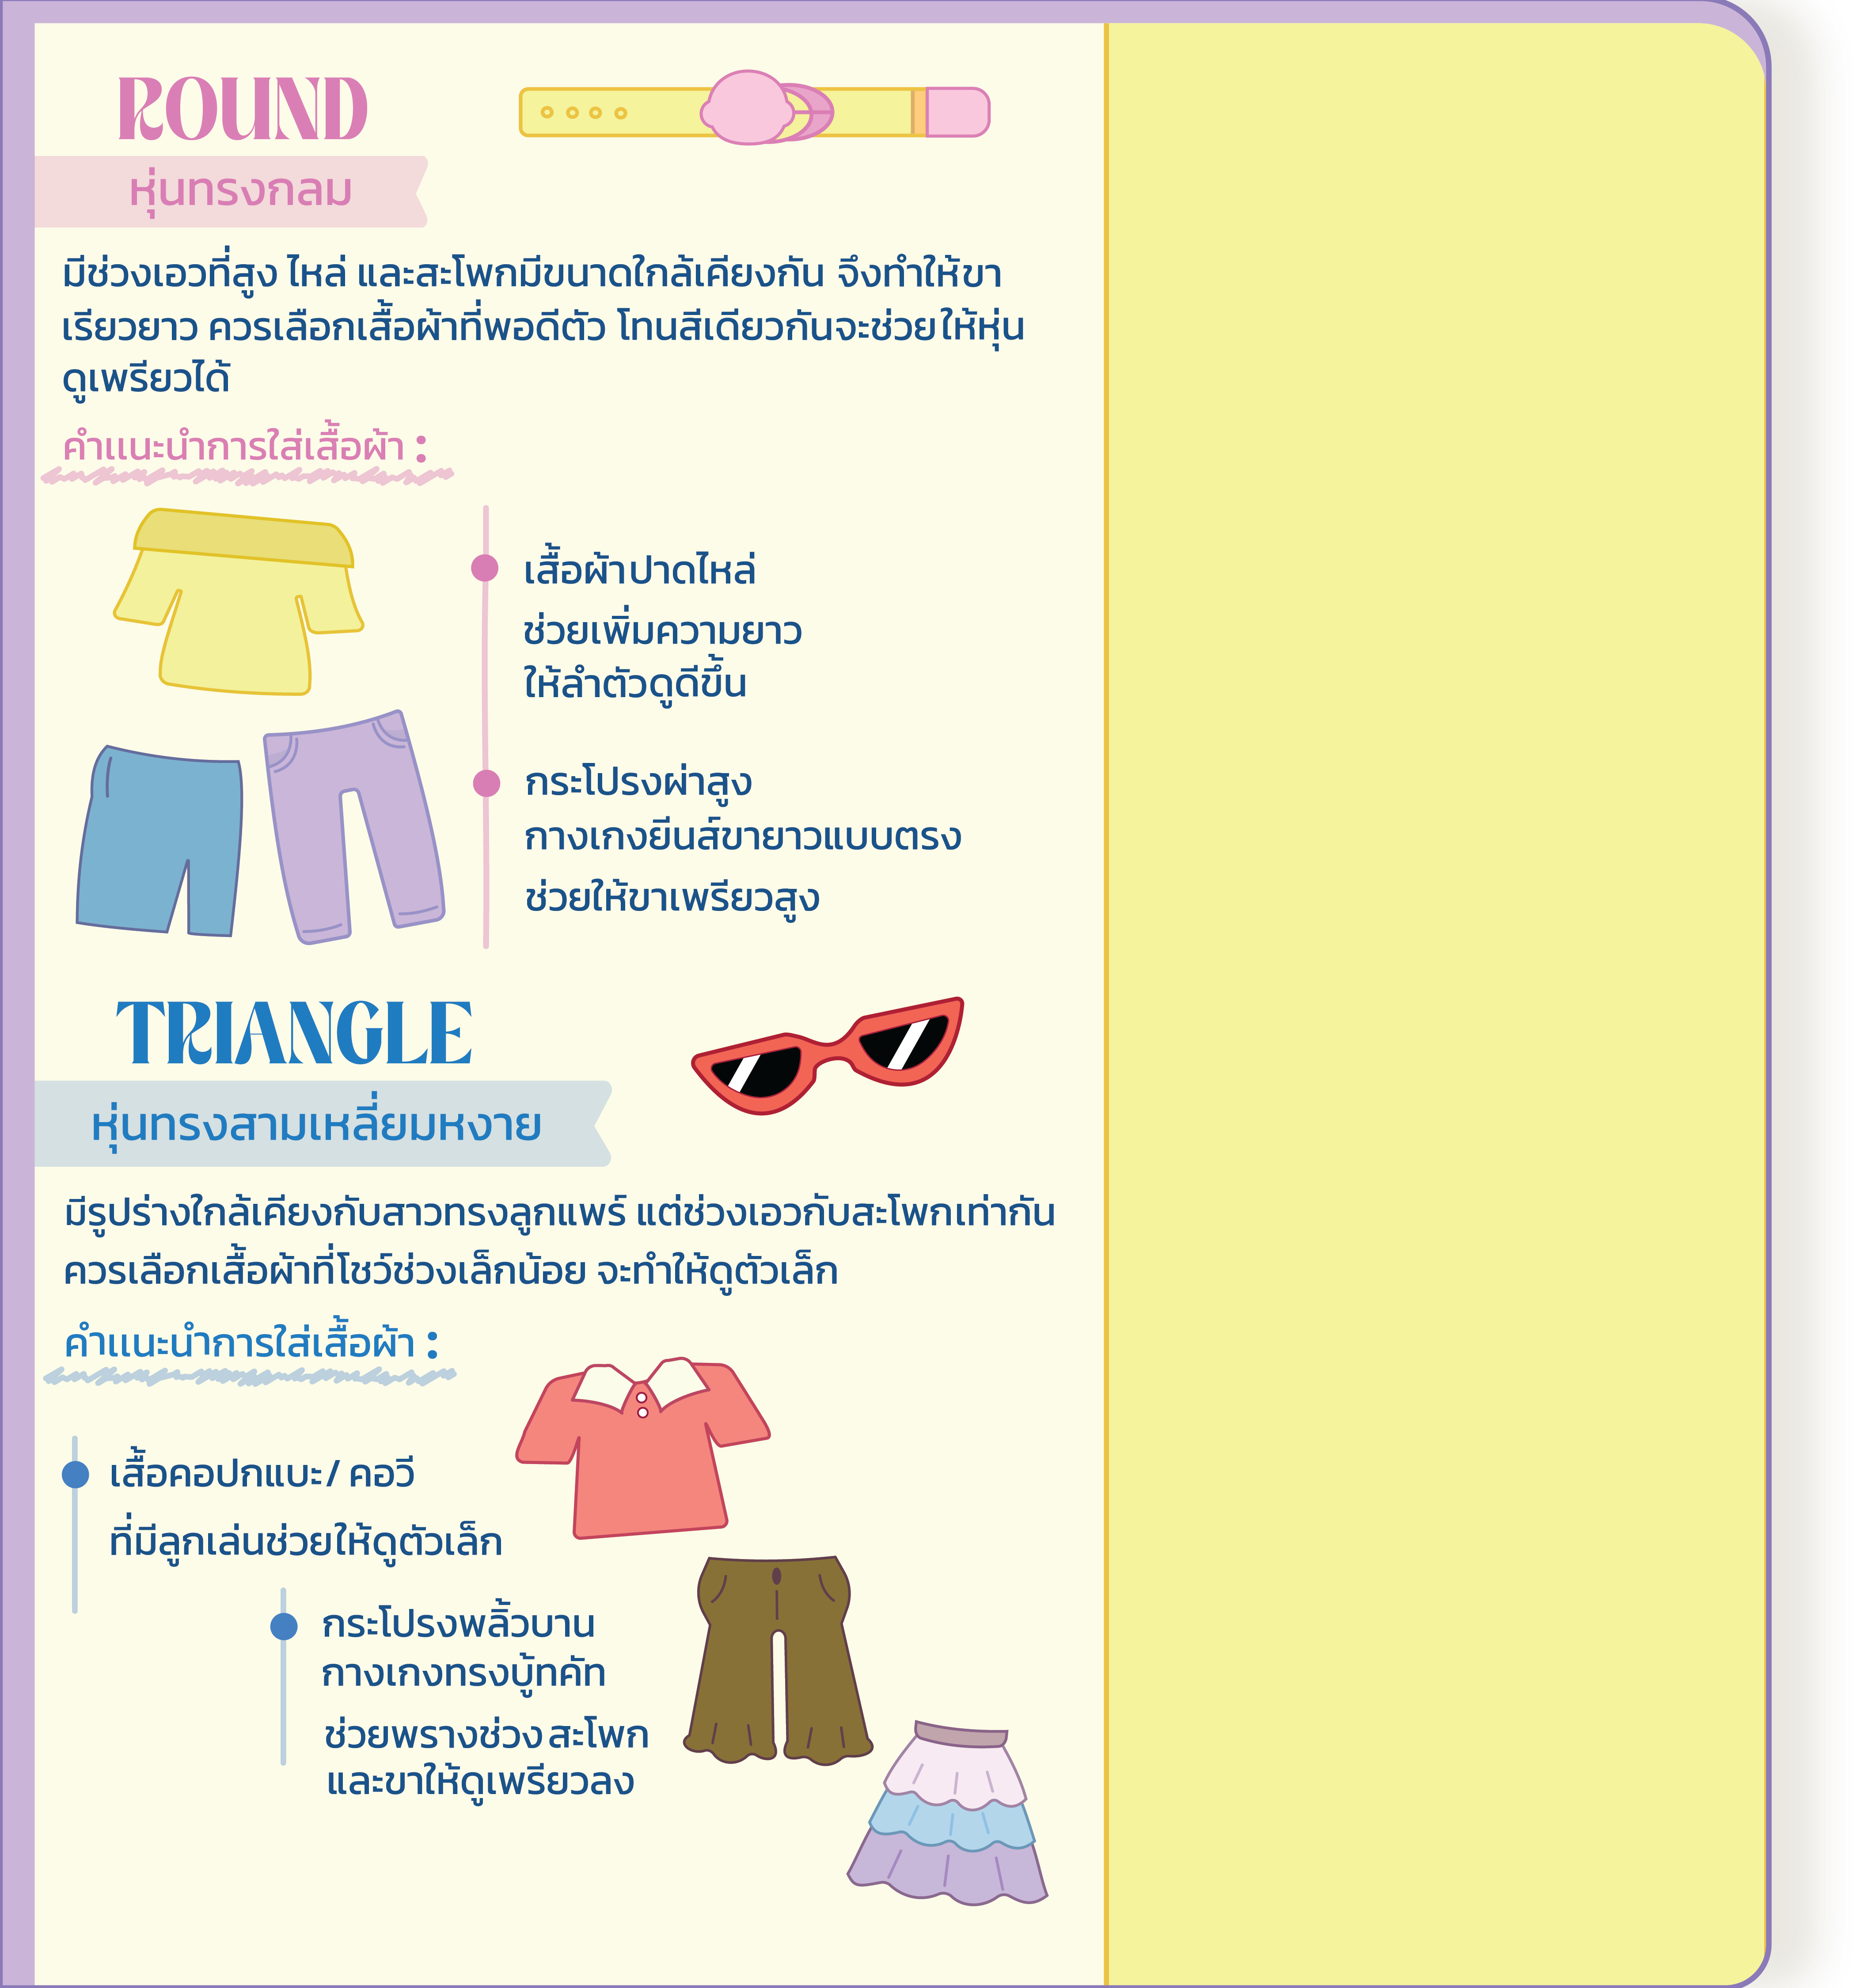 ROUND
หุ่นทรงกลม
มีช่วงเอวที่สูง ไหล่ และสะโพกมีขนาดใกล้เคียงกัน จึงทำให้ขา
เรียวยาว ควรเลือกเสื้อผ้าที่พอดีตัว โทนสีเดียวกันจะช่วยให้หุ่น
ดูเพรียวได้
คำแนะนำการใส่เสื้อผ้า :
เสื้อผ้าปาดไหล่
ช่วยเพิ่มความยาว
ให้ลำตัวดูดีขึ้น
กระโปรงผ่าสูง
กางเกงยีนส์ขายาวแบบตรง
ช่วยให้ขาเพรียวสูง
TRIANGLE
หุ่นทรงสามเหลี่ยมหงาย
มีรูปร่างใกล้เคียงกับสาวทรงลูกแพร์ แต่ช่วงเอวกับสะโพกเท่ากัน
ควรเลือกเสื้อผ้าที่โชว์ช่วงเล็กน้อย จะทำให้ดูตัวเล็ก
คำแนะนำการใส่เสื้อผ้า :
เสื้อคอปกแบะ/ คอวี
ที่มีลูกเล่นช่วยให้ดูตัวเล็ก
กระโปรงพลิ้วบาน
กางเกงทรงบู้ทคัท
ช่วยพรางช่วงสะโพก
และขาให้ดูเพรียวลง